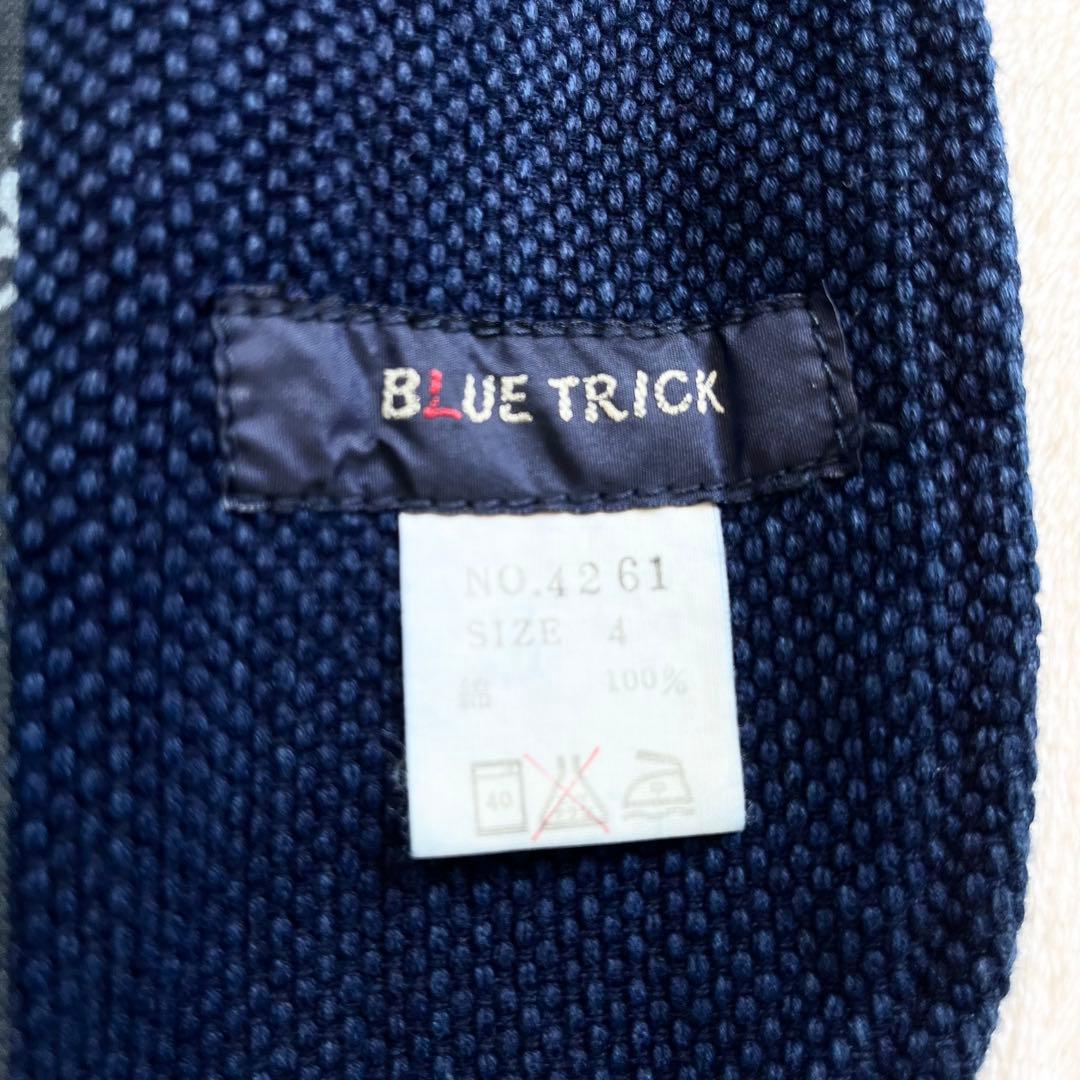 BLUE TRICK
NO.4261
SIZE 4
綿 100%
40